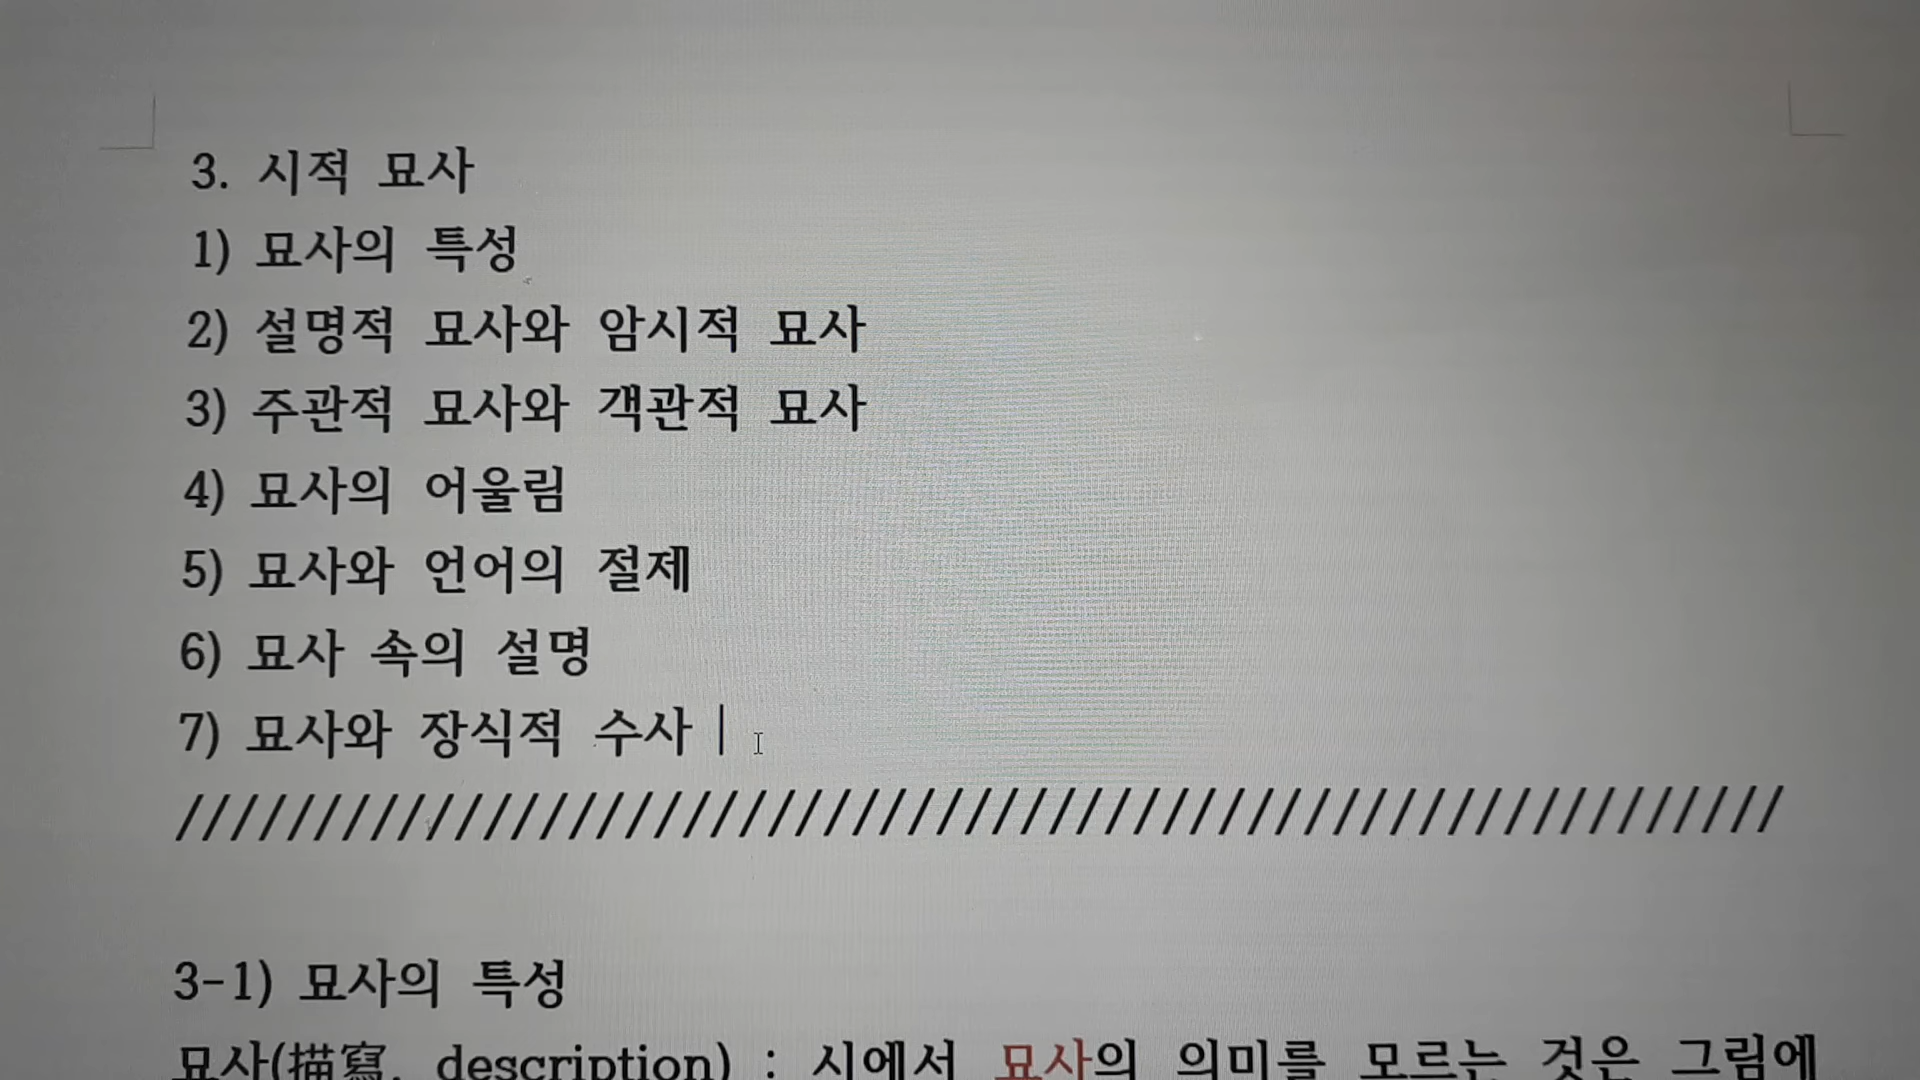 3. 시적 묘사
1) 묘사의 특성
2) 설명적 묘사와 암시적 묘사
3) 주관적 묘사와 객관적 묘사
4) 묘사의 어울림
5) 묘사와 언어의 절제
6) 묘사 속의 설명
7) 묘사와 장식적 수사
/////////////////////////////////////////////////////////
3-1) 묘사의 특성
묘사(描寫, description) : 시에서 묘사의 의미를 모르는 것은 그림에